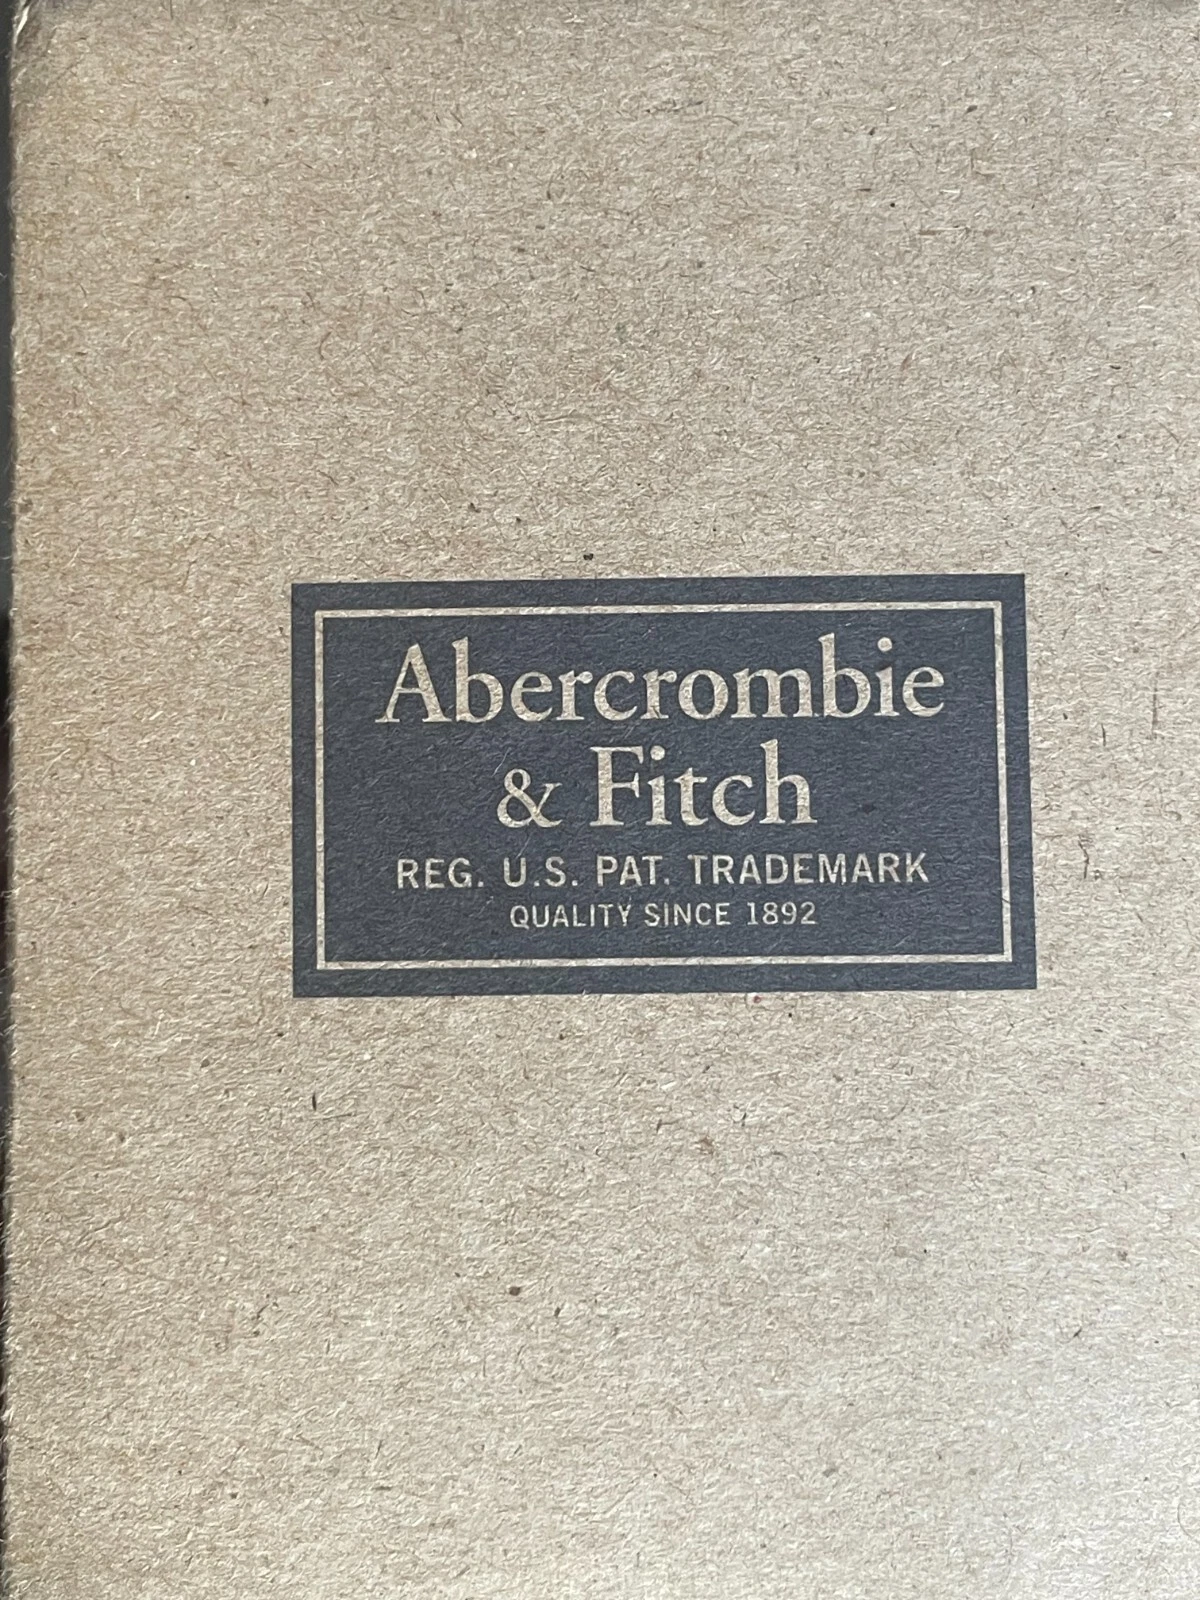 Abercrombie
& Fitch
REG. U.S. PAT. TRADEMARK
QUALITY SINCE 1892